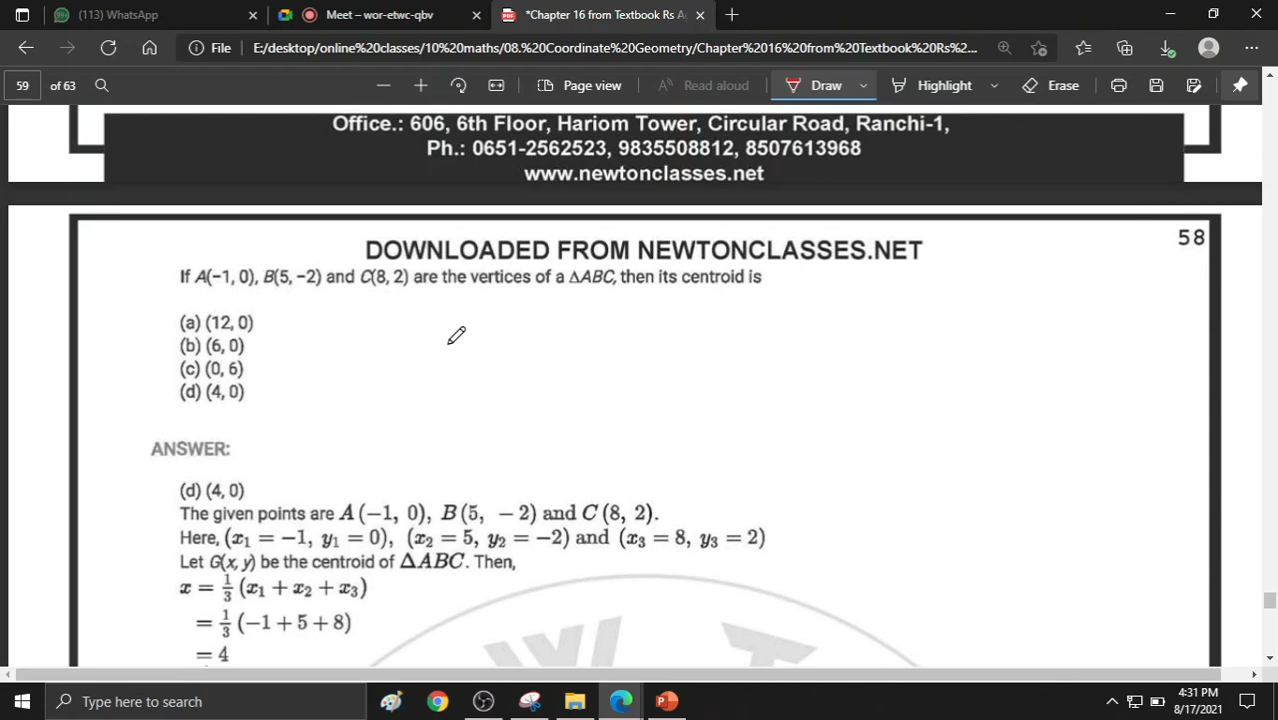 (113) WhatsApp
Meet – wor-etwc-qbv
*Chapter 16 from Textbook Rs Ag
File
E:/desktop/online%20classes/10%20maths/08.%20Coordinate%20Geometry/Chapter%2016%20from%20Textbook%20Rs%2...
59 of 63
Page view
Read aloud
Draw
Highlight
Erase
Office.: 606, 6th Floor, Hariom Tower, Circular Road, Ranchi-1,
Ph.: 0651-2562523, 9835508812, 8507613968
www.newtonclasses.net
58
DOWNLOADED FROM NEWTONCLASSES.NET
If A(−1, 0), B(5, −2) and C(8, 2) are the vertices of a ΔABC, then its centroid is
(a) (12, 0)
(b) (6, 0)
(c) (0, 6)
(d) (4, 0)
ANSWER:
(d) (4, 0)
The given points are A (−1, 0), B (5, − 2) and C (8, 2).
Here, (x₁ = −1, y₁ = 0), (x₂ = 5, y₂ = −2) and (x₃ = 8, y₃ = 2)
Let G(x, y) be the centroid of ΔABC. Then,
x = 1/3 (x₁ + x₂ + x₃)
= 1/3 (−1 + 5 + 8)
= 4
Type here to search
4:31 PM
8/17/2021